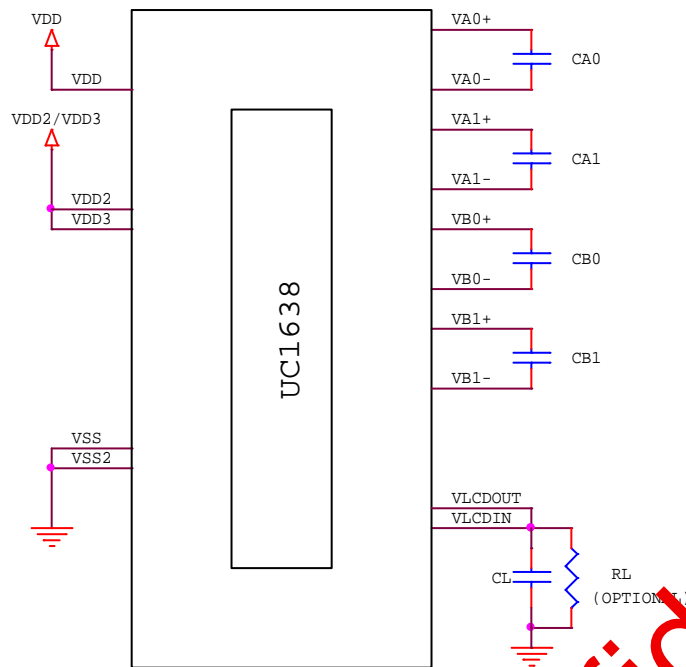 VDD
VDD
VDD2/VDD3
VDD2
VDD3
VSS
VSS2
UC1638
VA0+
CA0
VA0-
VA1+
CA1
VA1-
VB0+
CB0
VB0-
VB1+
CB1
VB1-
VLCDOUT
VLCDIN
CL
RL
(OPTIONAL)